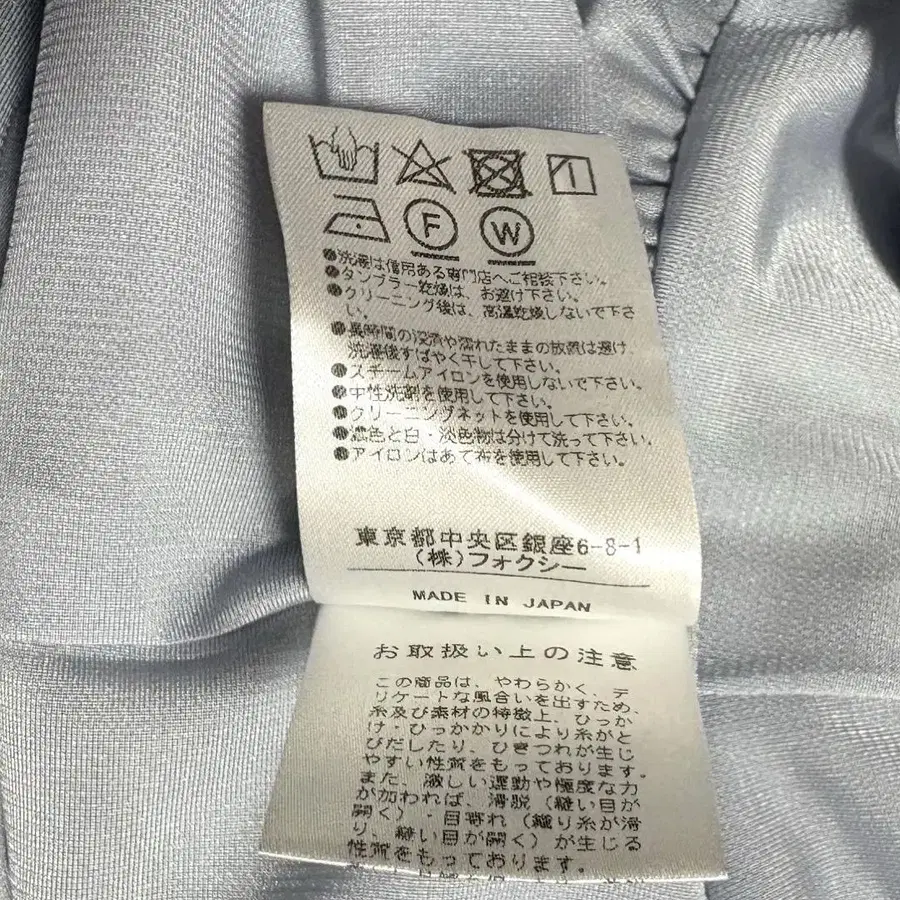 F W
●洗濯は信用ある専門店へご相談下さい。
●タンブラー乾燥は、お避け下さい。
●クリーニング後は、高温乾燥しないで下さ
い。
●長時間の浸漬や濡れたままの放置は避け、
洗濯後すばやく干して下さい。
●スチームアイロンを使用しないで下さい。
●中性洗剤を使用して下さい。
●クリーニングネットを使用して下さい。
●濃色と白・淡色物は分けて洗って下さい。
●アイロンはあて布を使用して下さい。
東京都中央区銀座6-8-1
(株)フォクシー
MADE IN JAPAN
お取扱い上の注意
この商品は、やわらかく、デ
リケートな風合いを出すため、
糸及び素材の特徴上、ひっか
け・ひっかかりにより糸がと
びだしたり、ひきつれが生じ
やすい性質をもっております。
また、激しい運動や極度な力
が加われば、滑脱(縫い目が
開く)・目寄れ(織り糸が滑
り、縫い目が開く)が生じる
性質をもっております。